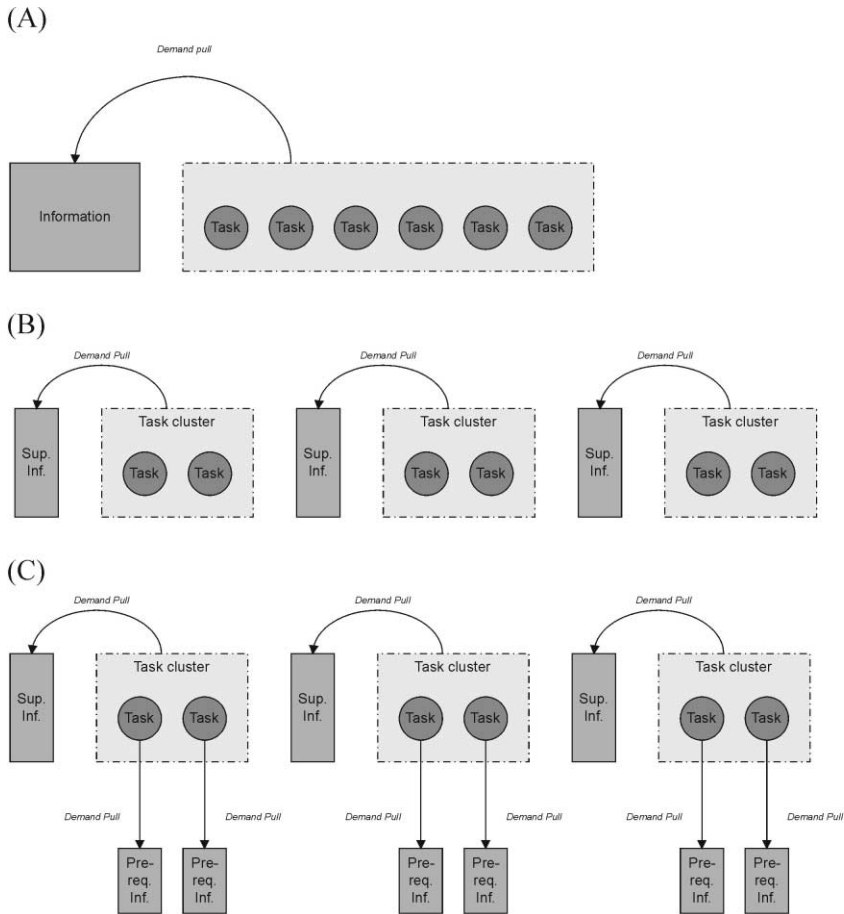 (A)
Demand pull
Information
Task Task Task Task Task Task
(B)
Demand Pull Demand Pull Demand Pull
Task cluster Task cluster Task cluster
Sup. Sup. Sup.
Inf. Inf. Inf.
Task Task Task Task Task Task
(C)
Demand Pull Demand Pull Demand Pull
Task cluster Task cluster Task cluster
Sup. Sup. Sup.
Inf. Inf. Inf.
Task Task Task Task Task Task
Demand Pull Demand Pull Demand Pull Demand Pull Demand Pull Demand Pull
Pre- Pre- Pre- Pre- Pre- Pre-
req. req. req. req. req. req.
Inf. Inf. Inf. Inf. Inf. Inf.